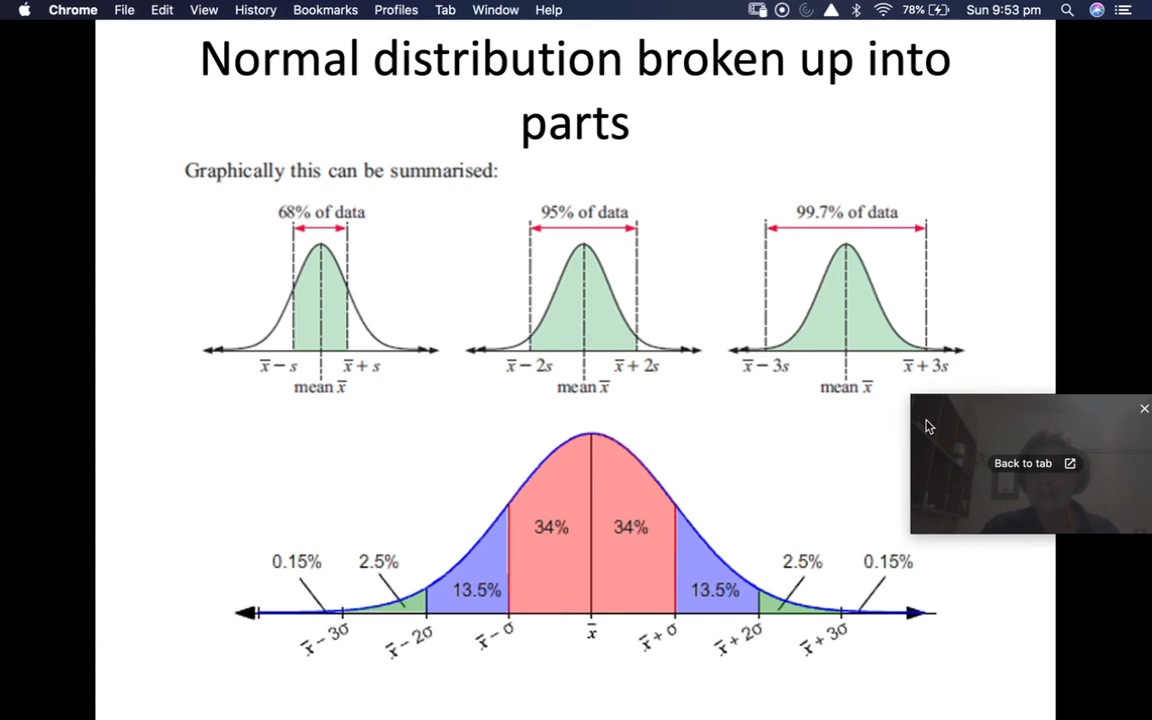 Chrome File Edit View History Bookmarks Profiles Tab Window Help 78% Sun 9:53 pm
Normal distribution broken up into
parts
Graphically this can be summarised:
68% of data 95% of data 99.7% of data
x̅ − s x̅ + s x̅ − 2s x̅ + 2s x̅ − 3s x̅ + 3s
mean x̅ mean x̅ mean x̅
Back to tab
34% 34%
0.15% 2.5% 2.5% 0.15%
13.5% 13.5%
x̅ − 3σ x̅ − 2σ x̅ − σ x̅ x̅ + σ x̅ + 2σ x̅ + 3σ